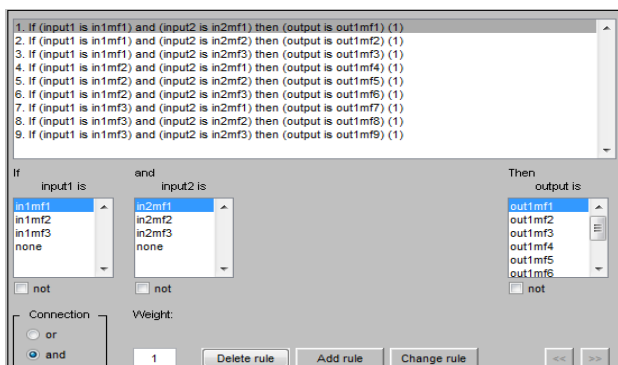 1. If (input1 is in1mf1) and (input2 is in2mf1) then (output is out1mf1) (1)
2. If (input1 is in1mf1) and (input2 is in2mf2) then (output is out1mf2) (1)
3. If (input1 is in1mf1) and (input2 is in2mf3) then (output is out1mf3) (1)
4. If (input1 is in1mf2) and (input2 is in2mf1) then (output is out1mf4) (1)
5. If (input1 is in1mf2) and (input2 is in2mf2) then (output is out1mf5) (1)
6. If (input1 is in1mf2) and (input2 is in2mf3) then (output is out1mf6) (1)
7. If (input1 is in1mf3) and (input2 is in2mf1) then (output is out1mf7) (1)
8. If (input1 is in1mf3) and (input2 is in2mf2) then (output is out1mf8) (1)
9. If (input1 is in1mf3) and (input2 is in2mf3) then (output is out1mf9) (1)
If
input1 is
in1mf1
in1mf2
in1mf3
none
not
and
input2 is
in2mf1
in2mf2
in2mf3
none
not
Then
output is
out1mf1
out1mf2
out1mf3
out1mf4
out1mf5
out1mf6
not
Connection
or
and
Weight:
1
Delete rule
Add rule
Change rule
<<
>>